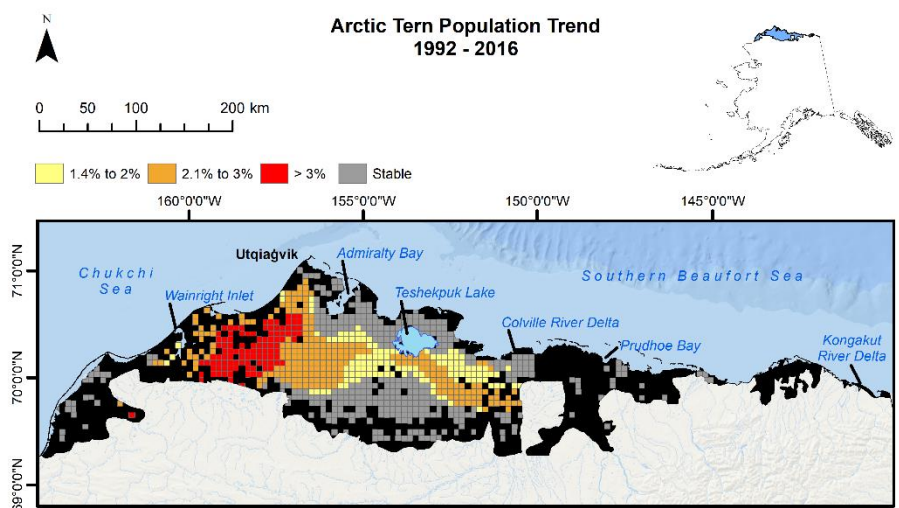 N
Arctic Tern Population Trend
1992 - 2016
0 50 100 200 km
1.4% to 2% 2.1% to 3% > 3% Stable
160°0'0"W 155°0'0"W 150°0'0"W 145°0'0"W
71°0'0"N
70°0'0"N
69°0'0"N
Utqiaġvik
Admiralty Bay
Chukchi
Sea
Southern Beaufort Sea
Wainright Inlet
Teshekpuk Lake
Colville River Delta
Prudhoe Bay
Kongakut
River Delta